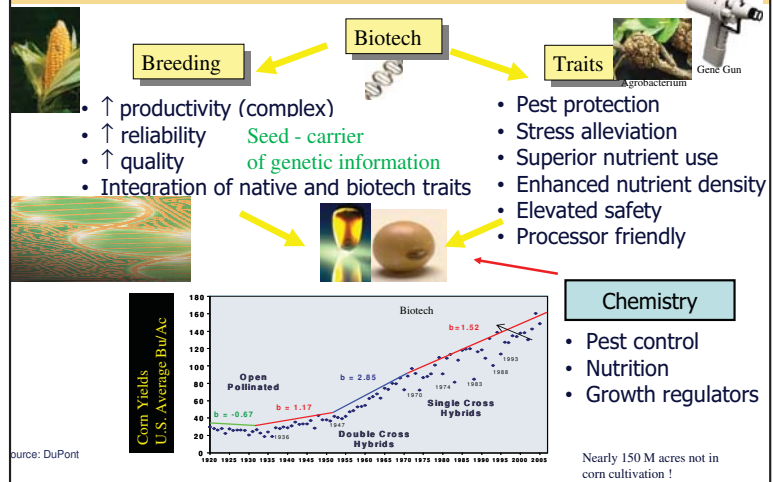 Biotech
Breeding
Traits
Gene Gun
Agrobacterium
• ↑ productivity (complex)
• ↑ reliability
• ↑ quality
• Integration of native and biotech traits
Seed - carrier
of genetic information
• Pest protection
• Stress alleviation
• Superior nutrient use
• Enhanced nutrient density
• Elevated safety
• Processor friendly
Chemistry
• Pest control
• Nutrition
• Growth regulators
Corn Yields
U.S. Average Bu/Ac
180
160
140
120
100
80
60
40
20
0
Biotech
b=1.52
Open
Pollinated
b = 2.85
b = 1.17
b = -0.67
1993
1988
1983
1974
1970
1947
1936
Single Cross
Hybrids
Double Cross
Hybrids
1920 1925 1930 1935 1940 1945 1950 1955 1960 1965 1970 1975 1980 1985 1990 1995 2000 2005
ource: DuPont
Nearly 150 M acres not in
corn cultivation !